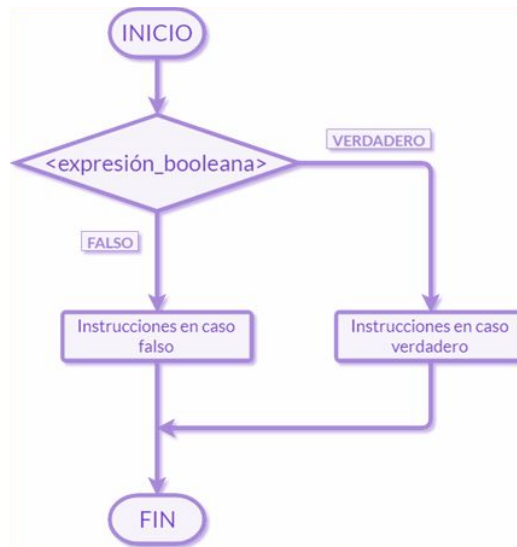 INICIO
<expresión_booleana>
VERDADERO
FALSO
Instrucciones en caso
falso
Instrucciones en caso
verdadero
FIN